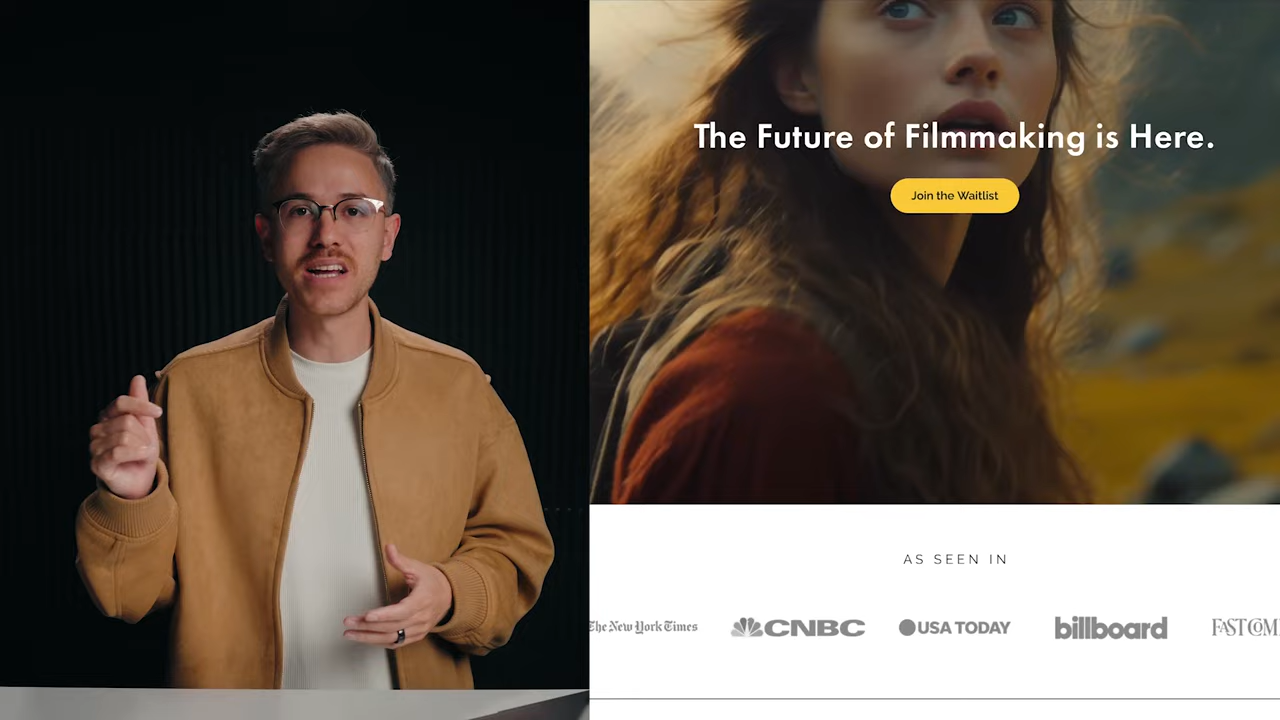 The Future of Filmmaking is Here.
Join the Waitlist
AS SEEN IN
The New York Times
CNBC
USA TODAY
billboard